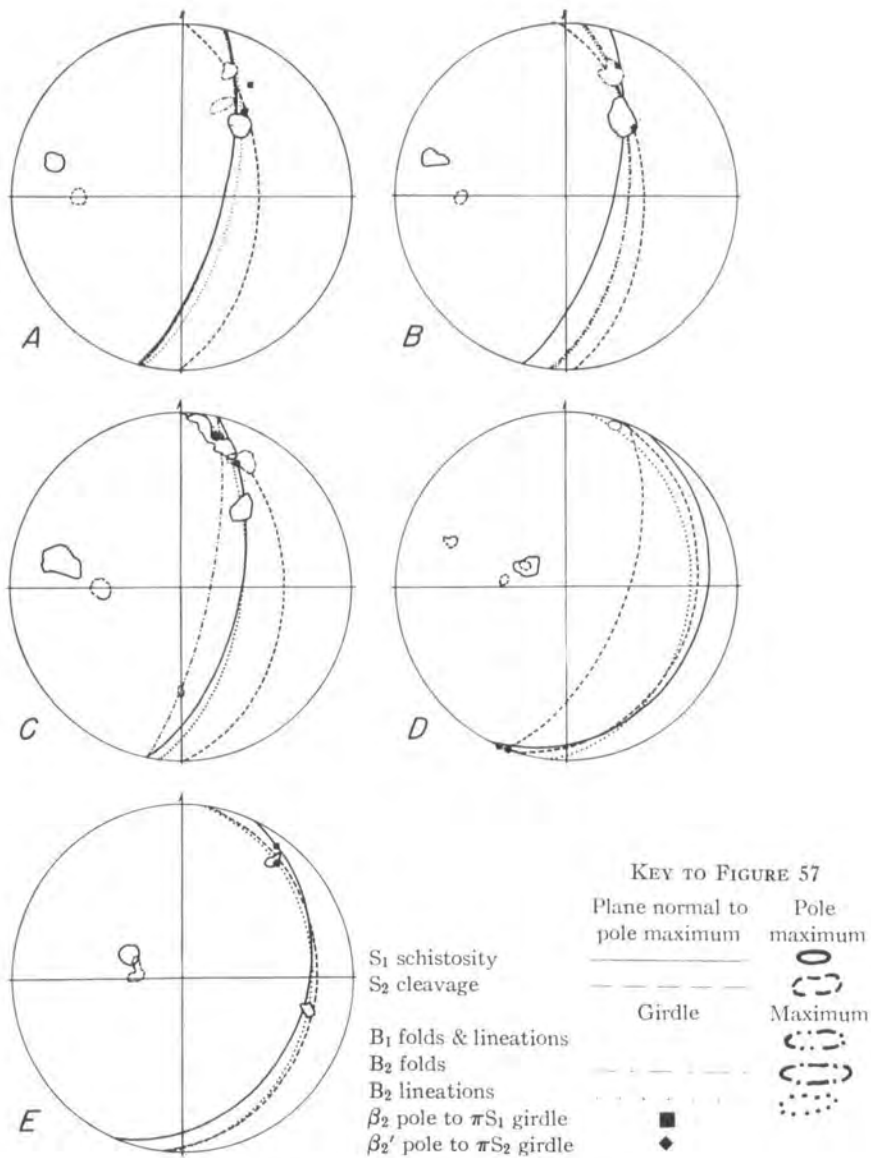 A
B
C
D
E
KEY TO FIGURE 57
Plane normal to pole maximum
Pole maximum
S₁ schistosity
S₂ cleavage
Girdle
Maximum
B₁ folds & lineations
B₂ folds
B₂ lineations
β₂ pole to πS₁ girdle
β₂′ pole to πS₂ girdle